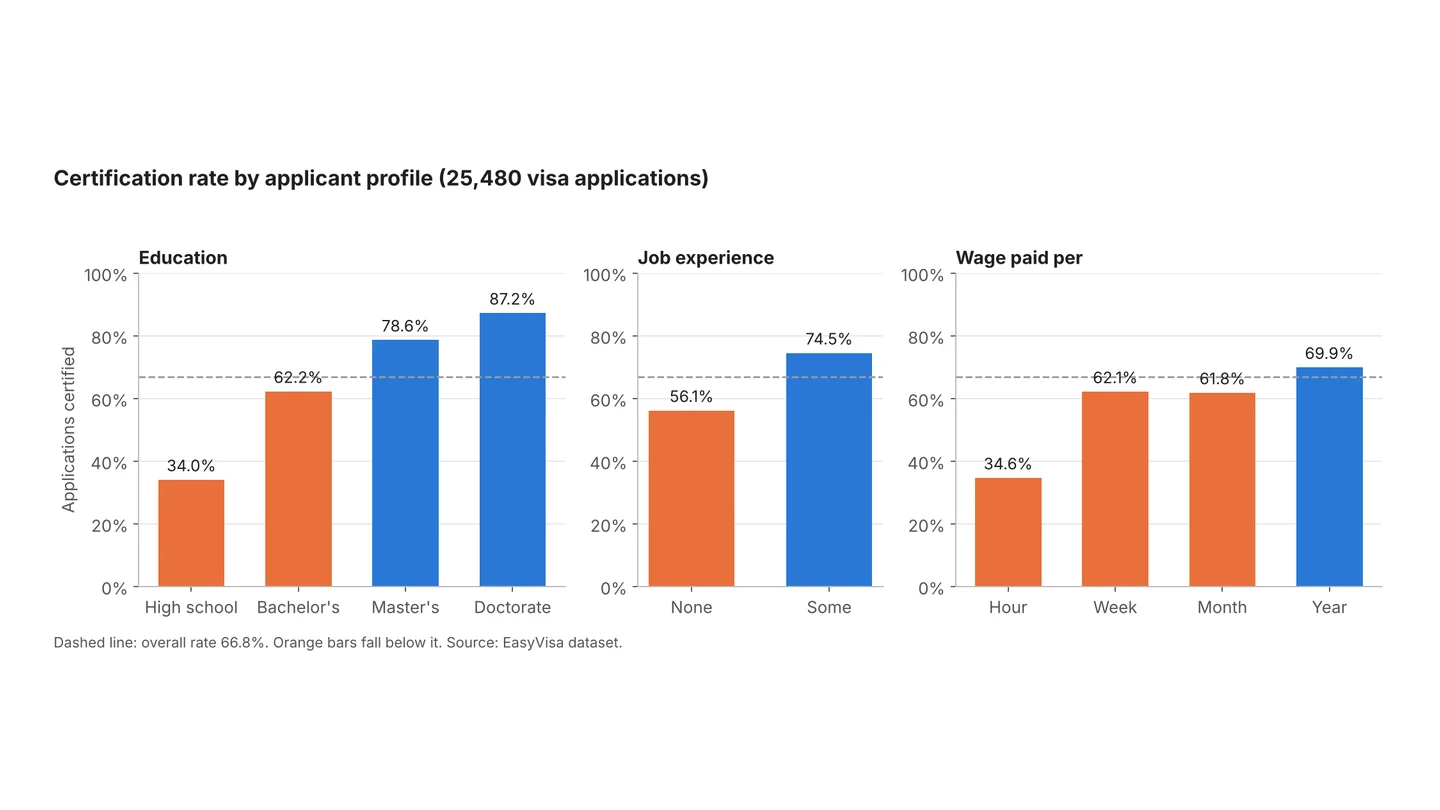 Certification rate by applicant profile (25,480 visa applications)
Education
Applications certified
100%
80%
60%
40%
20%
0%
34.0%
62.2%
78.6%
87.2%
High school
Bachelor's
Master's
Doctorate
Job experience
100%
80%
60%
40%
20%
0%
56.1%
74.5%
None
Some
Wage paid per
100%
80%
60%
40%
20%
0%
34.6%
62.1%
61.8%
69.9%
Hour
Week
Month
Year
Dashed line: overall rate 66.8%. Orange bars fall below it. Source: EasyVisa dataset.